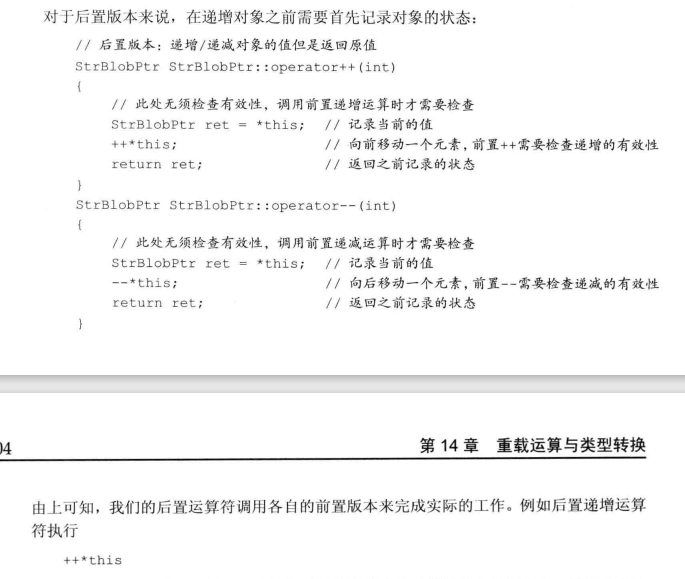 对于后置版本来说，在递增对象之前需要首先记录对象的状态：
// 后置版本：递增/递减对象的值但是返回原值
StrBlobPtr StrBlobPtr::operator++(int)
{
// 此处无须检查有效性，调用前置递增运算时才需要检查
StrBlobPtr ret = *this; // 记录当前的值
++*this; // 向前移动一个元素，前置++需要检查递增的有效性
return ret; // 返回之前记录的状态
}
StrBlobPtr StrBlobPtr::operator--(int)
{
// 此处无须检查有效性，调用前置递减运算时才需要检查
StrBlobPtr ret = *this; // 记录当前的值
--*this; // 向后移动一个元素，前置--需要检查递减的有效性
return ret; // 返回之前记录的状态
}
04 第 14 章 重载运算与类型转换
由上可知，我们的后置运算符调用各自的前置版本来完成实际的工作。例如后置递增运算
符执行
++*this